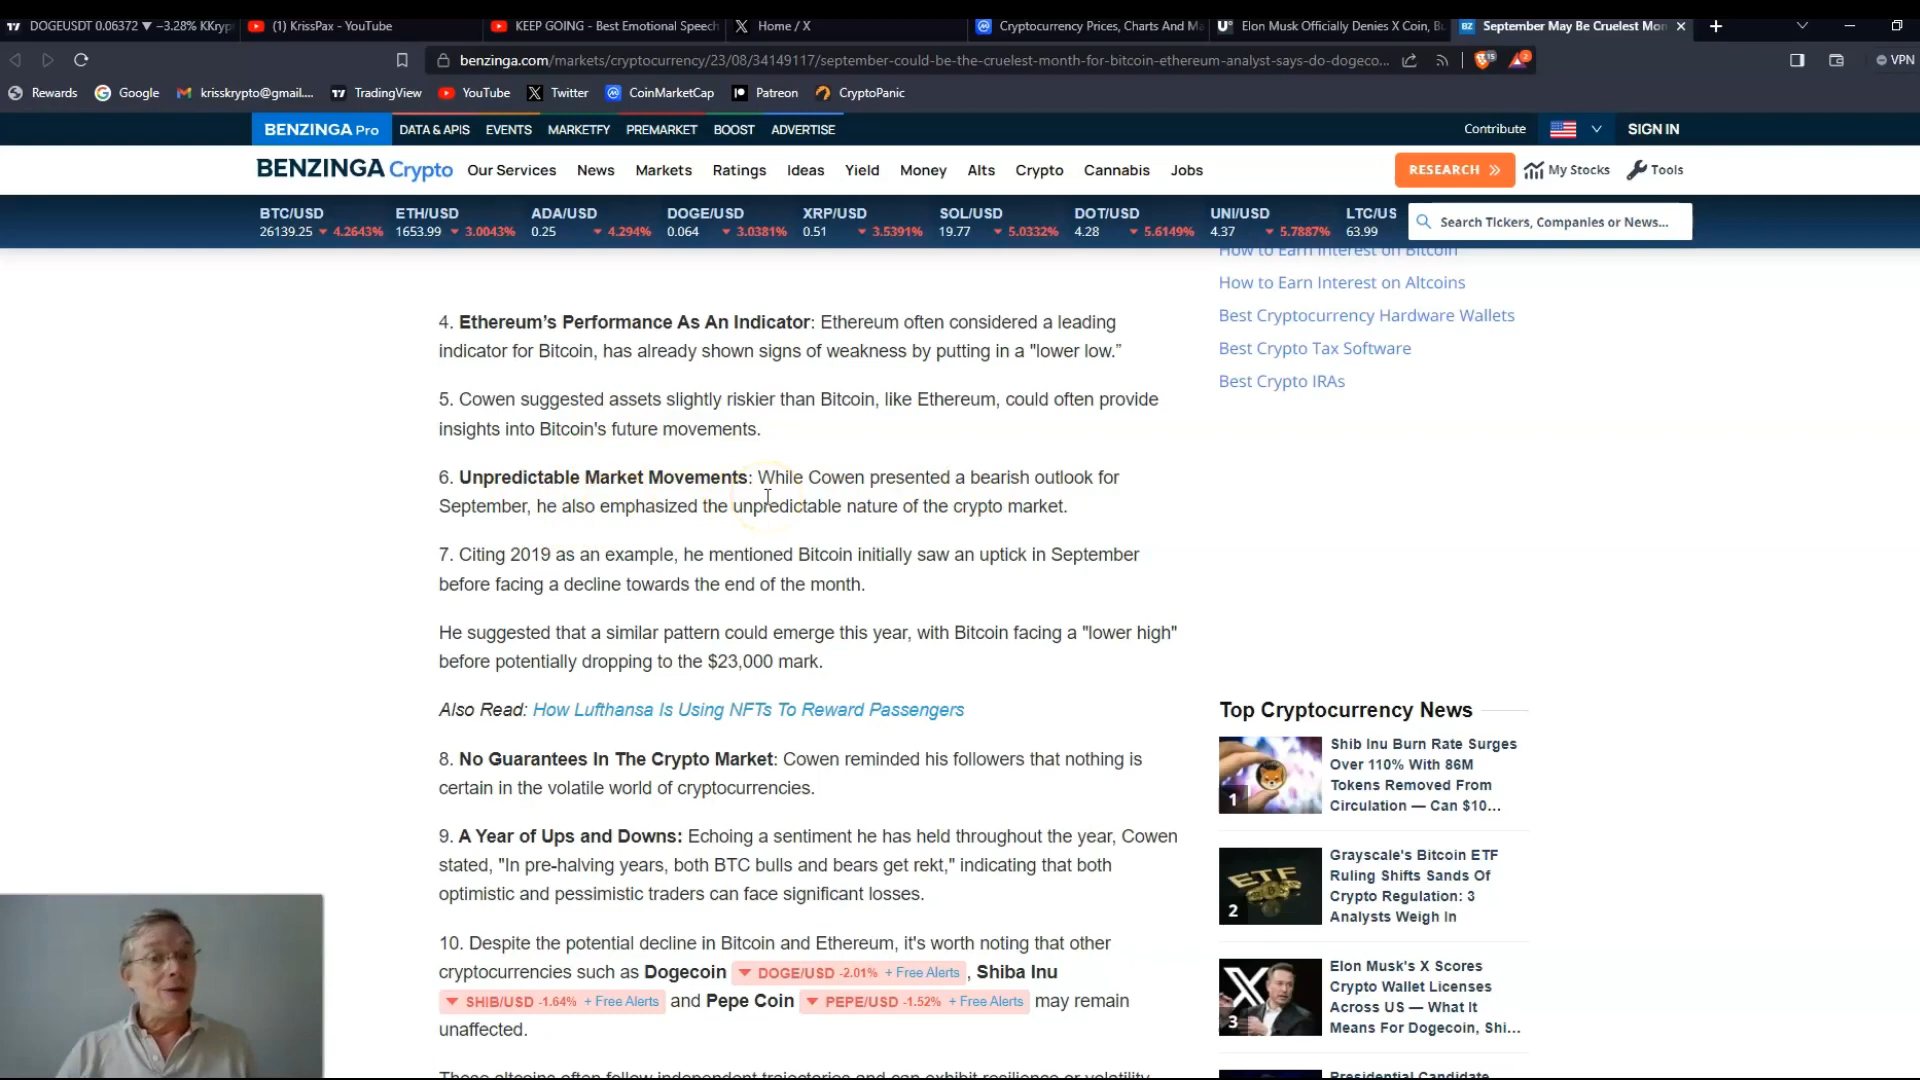 DOGEUSDT 0.06372 ▼ −3.28% KKryp
(1) KrissPax - YouTube
KEEP GOING - Best Emotional Speech
Home / X
Cryptocurrency Prices, Charts And Ma
Elon Musk Officially Denies X Coin, Bu
September May Be Cruelest Mon
benzinga.com/markets/cryptocurrency/23/08/34149117/september-could-be-the-cruelest-month-for-bitcoin-ethereum-analyst-says-do-dogeco...
15
2
VPN
Rewards
Google
krisskrypto@gmail....
TradingView
YouTube
Twitter
CoinMarketCap
Patreon
CryptoPanic
BENZINGA Pro
DATA & APIS
EVENTS
MARKETFY
PREMARKET
BOOST
ADVERTISE
Contribute
SIGN IN
BENZINGA Crypto
Our Services
News
Markets
Ratings
Ideas
Yield
Money
Alts
Crypto
Cannabis
Jobs
RESEARCH
My Stocks
Tools
BTC/USD
26139.25 ▼ 4.2643%
ETH/USD
1653.99 ▼ 3.0043%
ADA/USD
0.25 ▼ 4.294%
DOGE/USD
0.064 ▼ 3.0381%
XRP/USD
0.51 ▼ 3.5391%
SOL/USD
19.77 ▼ 5.0332%
DOT/USD
4.28 ▼ 5.6149%
UNI/USD
4.37 ▼ 5.7887%
LTC/US
63.99
Search Tickers, Companies or News...
How to Earn Interest on Bitcoin
How to Earn Interest on Altcoins
Best Cryptocurrency Hardware Wallets
Best Crypto Tax Software
Best Crypto IRAs
4. Ethereum’s Performance As An Indicator: Ethereum often considered a leading
indicator for Bitcoin, has already shown signs of weakness by putting in a "lower low.”
5. Cowen suggested assets slightly riskier than Bitcoin, like Ethereum, could often provide
insights into Bitcoin's future movements.
6. Unpredictable Market Movements: While Cowen presented a bearish outlook for
September, he also emphasized the unpredictable nature of the crypto market.
7. Citing 2019 as an example, he mentioned Bitcoin initially saw an uptick in September
before facing a decline towards the end of the month.
He suggested that a similar pattern could emerge this year, with Bitcoin facing a "lower high"
before potentially dropping to the $23,000 mark.
Also Read: How Lufthansa Is Using NFTs To Reward Passengers
8. No Guarantees In The Crypto Market: Cowen reminded his followers that nothing is
certain in the volatile world of cryptocurrencies.
9. A Year of Ups and Downs: Echoing a sentiment he has held throughout the year, Cowen
stated, "In pre-halving years, both BTC bulls and bears get rekt," indicating that both
optimistic and pessimistic traders can face significant losses.
10. Despite the potential decline in Bitcoin and Ethereum, it's worth noting that other
cryptocurrencies such as Dogecoin ▼ DOGE/USD -2.01% + Free Alerts , Shiba Inu
▼ SHIB/USD -1.64% + Free Alerts and Pepe Coin ▼ PEPE/USD -1.52% + Free Alerts may remain
unaffected.
These altcoins often follow independent trajectories and can exhibit resilience or volatility
Top Cryptocurrency News
1
Shib Inu Burn Rate Surges
Over 110% With 86M
Tokens Removed From
Circulation — Can $10...
ETF
2
Grayscale's Bitcoin ETF
Ruling Shifts Sands Of
Crypto Regulation: 3
Analysts Weigh In
X
3
Elon Musk's X Scores
Crypto Wallet Licenses
Across US — What It
Means For Dogecoin, Shi...
Presidential Candidate